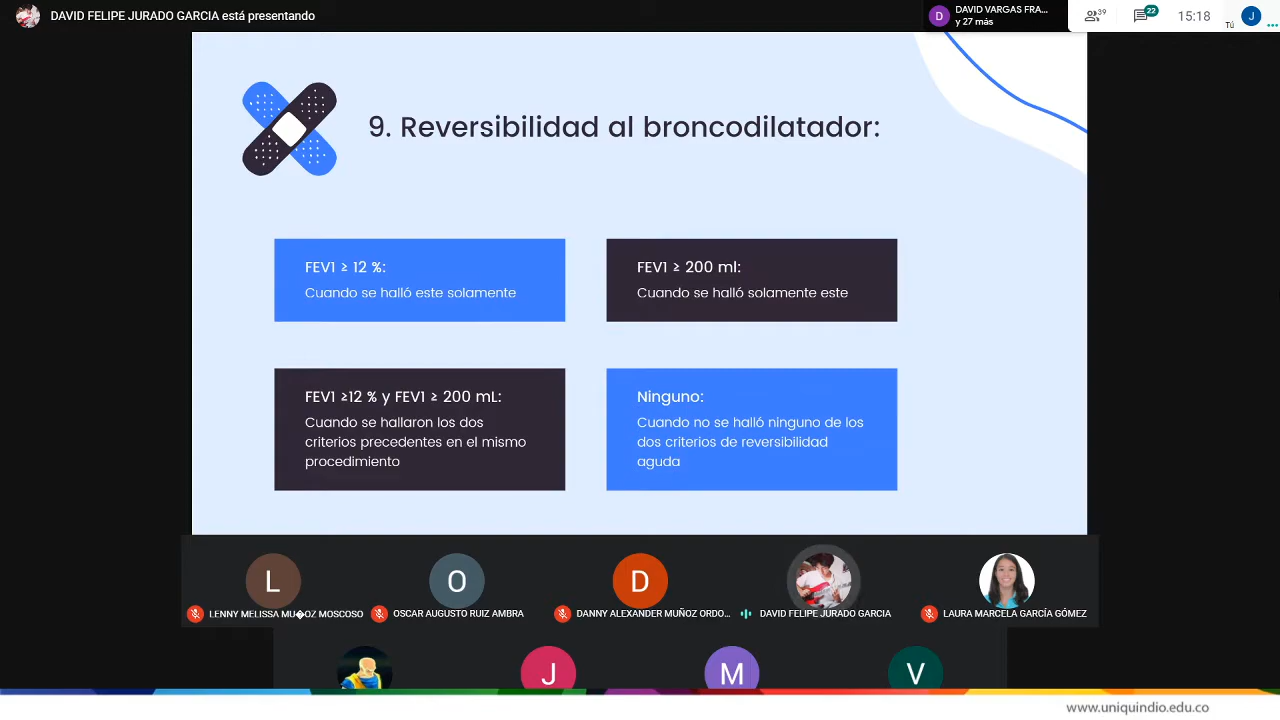 DAVID FELIPE JURADO GARCIA está presentando
D
DAVID VARGAS FRA...
y 27 más
39
22
15:18
Tú
J
9. Reversibilidad al broncodilatador:
FEV1 ≥ 12 %:
Cuando se halló este solamente
FEV1 ≥ 200 ml:
Cuando se halló solamente este
FEV1 ≥12 % y FEV1 ≥ 200 mL:
Cuando se hallaron los dos
criterios precedentes en el mismo
procedimiento
Ninguno:
Cuando no se halló ninguno de los
dos criterios de reversibilidad
aguda
L
O
D
LENNY MELISSA MU�OZ MOSCOSO
OSCAR AUGUSTO RUIZ AMBRA
DANNY ALEXANDER MUÑOZ ORDO...
DAVID FELIPE JURADO GARCIA
LAURA MARCELA GARCÍA GÓMEZ
J
M
V
www.uniquindio.edu.co